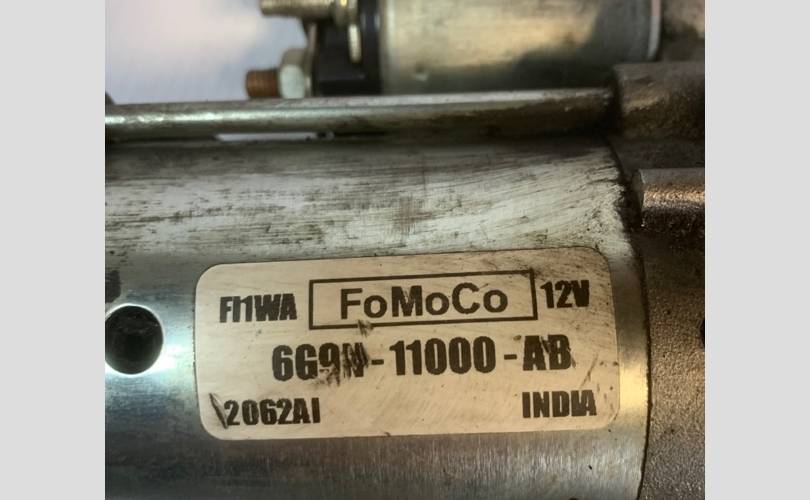 FI1WA FoMoCo 12V
6G9N-11000-AB
2062AI INDIA